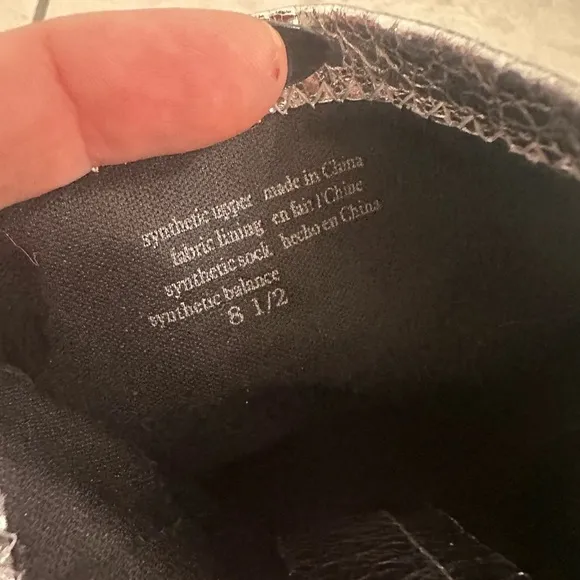 synthetic upper made in China
fabric lining en fait l'Chine
synthetic sock hecho en China
synthetic balance
8 1/2